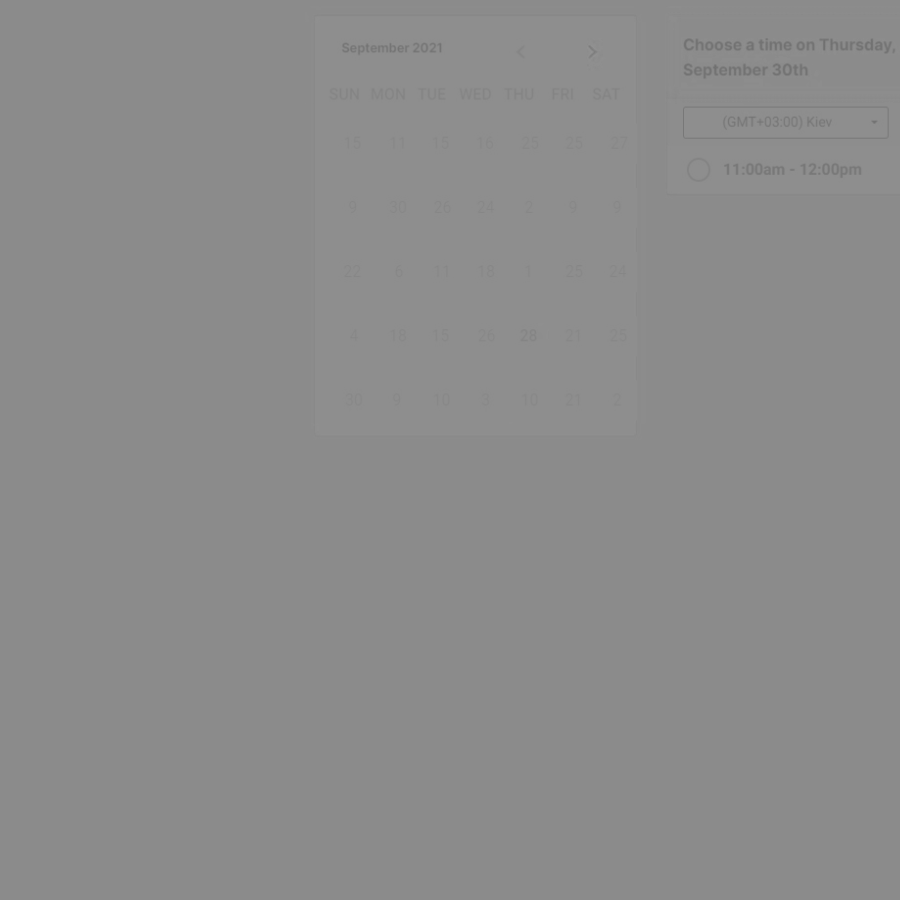 September 2021
SUN MON TUE WED THU FRI SAT
15 11 15 16 25 25 27
9 30 26 24 2 9 9
22 6 11 18 1 25 24
4 18 15 26 28 21 25
30 9 10 3 10 21 2
Choose a time on Thursday,
September 30th
(GMT+03:00) Kiev
11:00am - 12:00pm